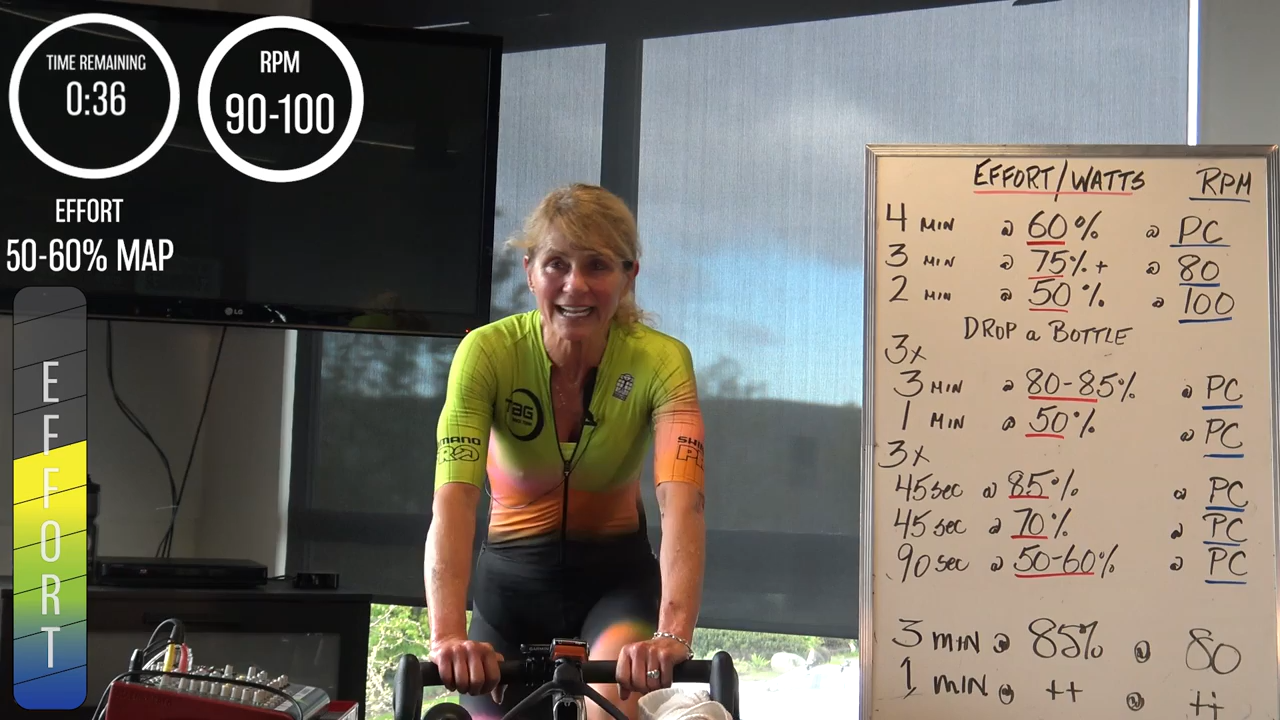 TIME REMAINING
0:36
RPM
90-100
EFFORT
50-60% MAP
EFFORT
LG
TAG
SHIMANO
PRO
GARMIN
EFFORT/WATTS RPM
4 MIN @ 60% @ PC
3 MIN @ 75%+ @ 80
2 MIN @ 50% @ 100
DROP a BOTTLE
3x
3 MIN @ 80-85% @ PC
1 MIN @ 50% @ PC
3x
45sec @ 85% @ PC
45sec @ 70% @ PC
90sec @ 50-60% @ PC
3 MIN @ 85% @ 80
1 MIN @ ++ @ ++